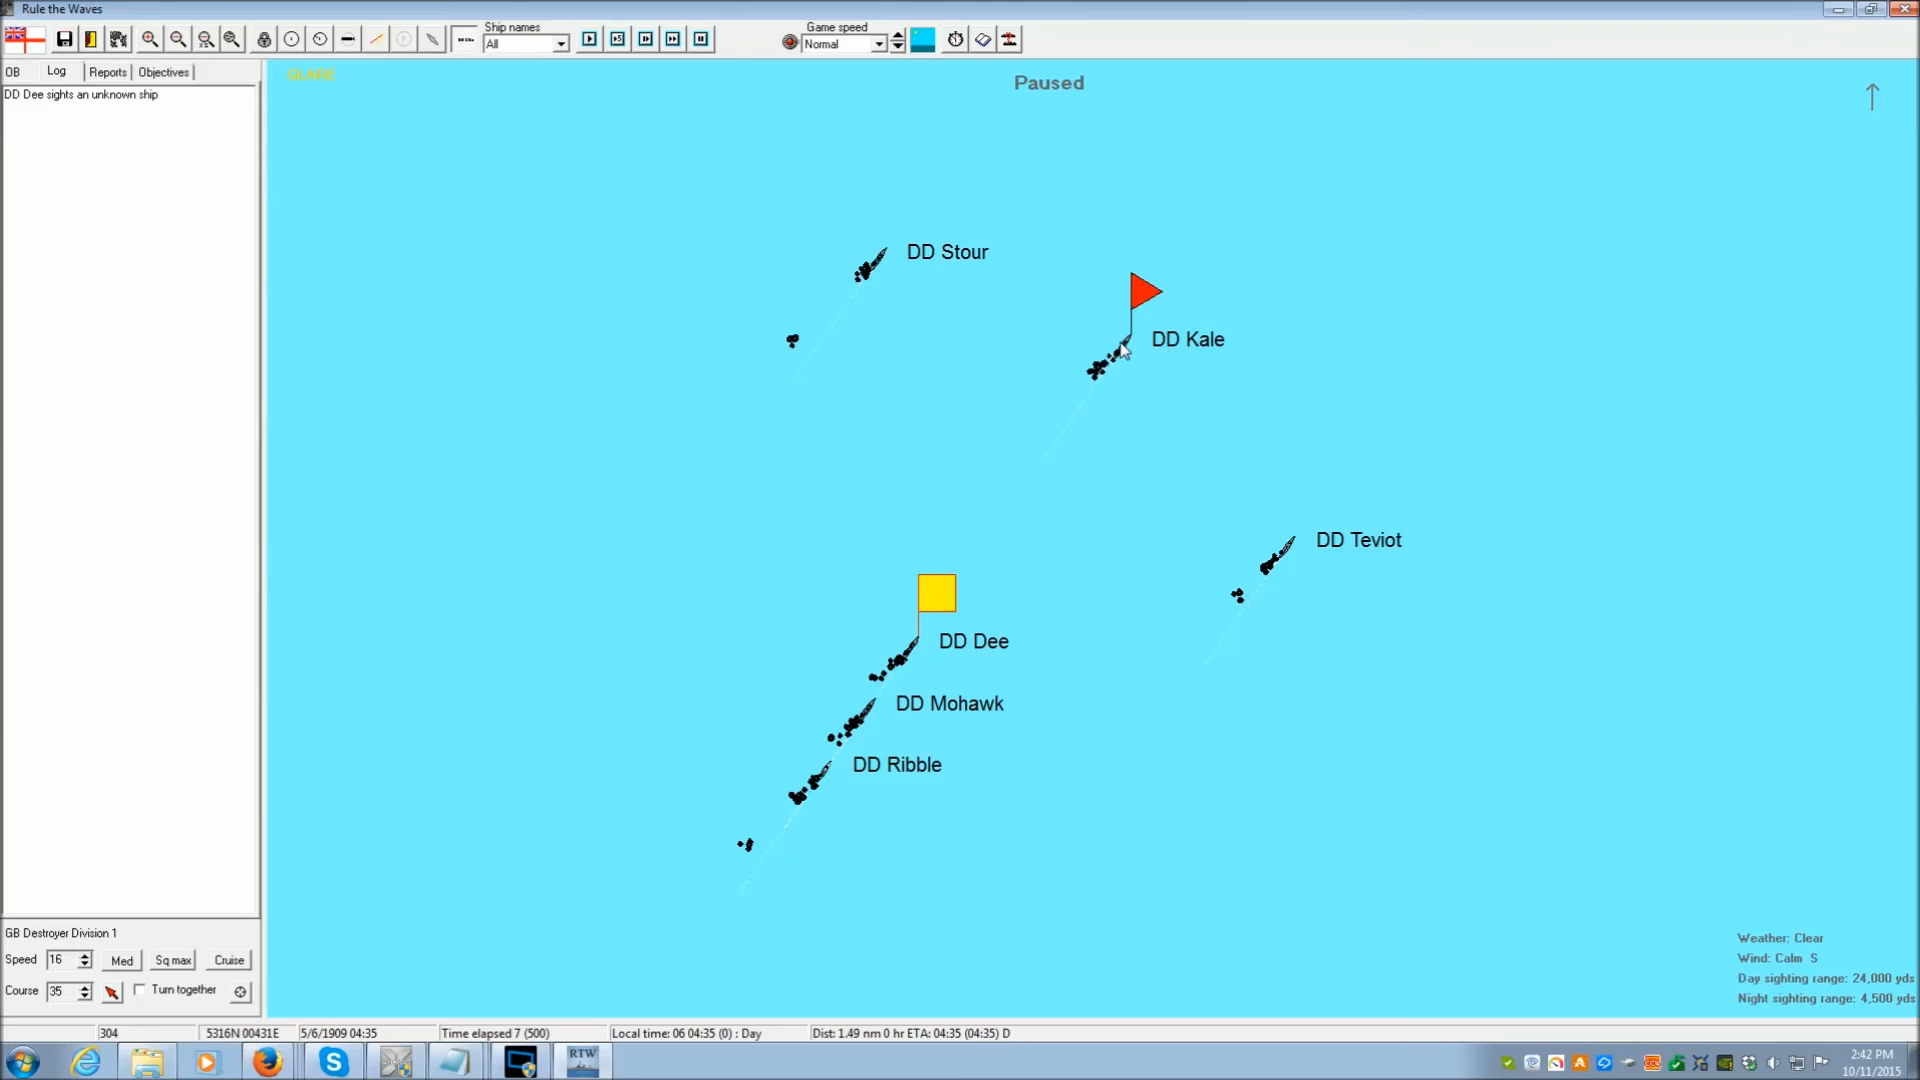 Rule the Waves
Ship names
All
Game speed
Normal
OB
Log
Reports
Objectives
DD Dee sights an unknown ship
GLARE
Paused
DD Stour
DD Kale
DD Teviot
DD Dee
DD Mohawk
DD Ribble
GB Destroyer Division 1
Speed 16 Med Sq max Cruise
Course 35 Turn together
Weather: Clear
Wind: Calm S
Day sighting range: 24,000 yds
Night sighting range: 4,500 yds
304 5316N 00431E 5/6/1909 04:35 Time elapsed 7 (500) Local time: 06 04:35 (0) : Day Dist: 1.49 nm 0 hr ETA: 04:35 (04:35) D
RTW
2:42 PM
10/11/2015